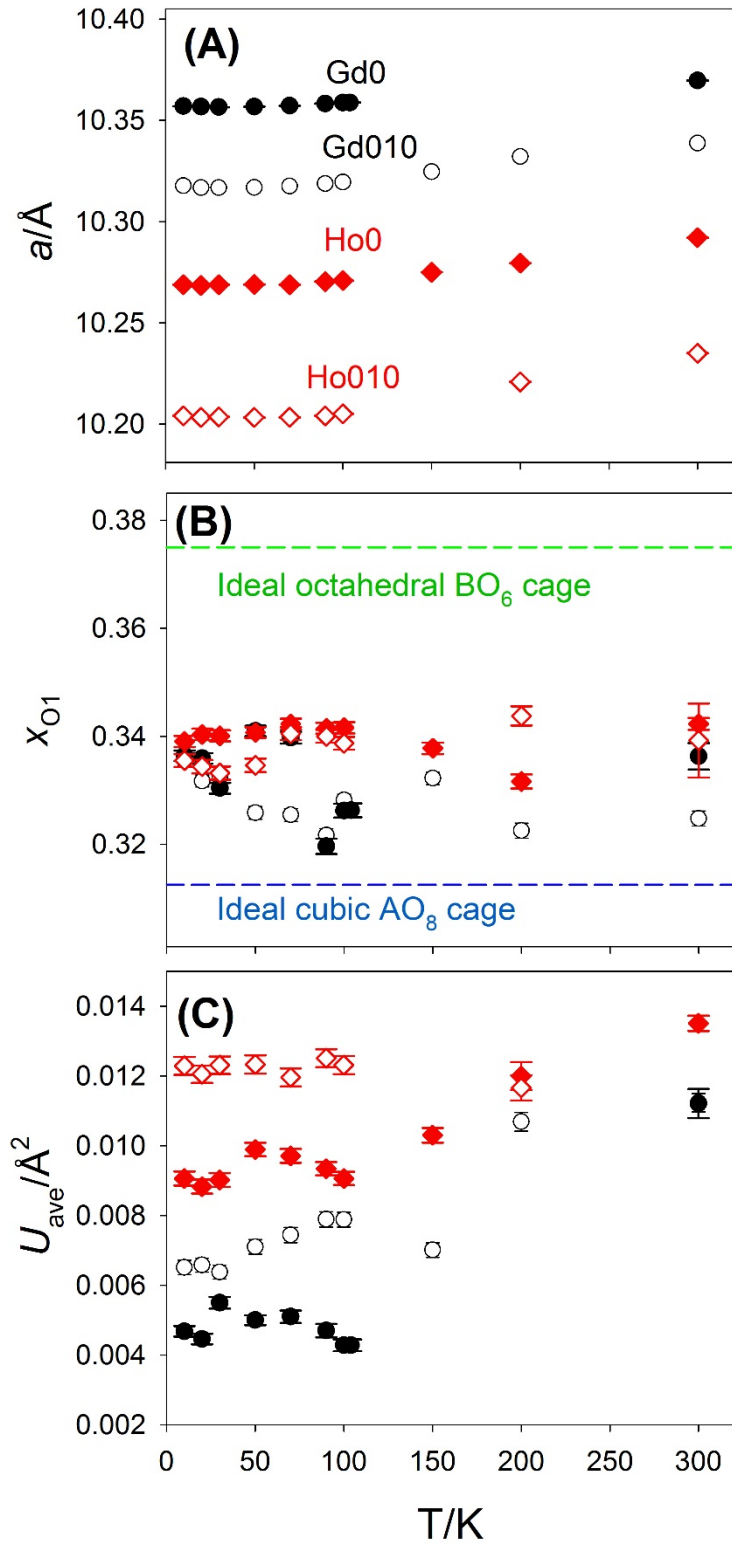 (A)
10.40
10.35
10.30
10.25
10.20
a/Å
Gd0
Gd010
Ho0
Ho010
(B)
0.38
0.36
0.34
0.32
xO1
Ideal octahedral BO6 cage
Ideal cubic AO8 cage
(C)
0.014
0.012
0.010
0.008
0.006
0.004
0.002
Uave/Å2
0 50 100 150 200 250 300
T/K